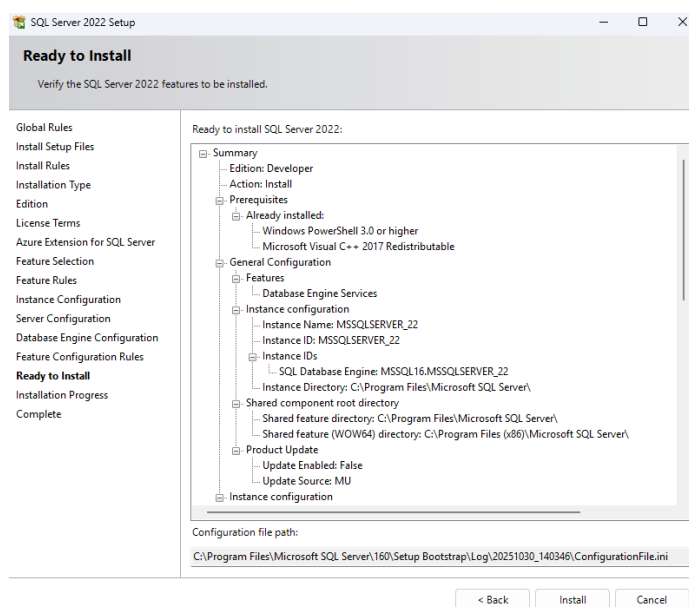 SQL Server 2022 Setup
Ready to Install
Verify the SQL Server 2022 features to be installed.
Global Rules
Install Setup Files
Install Rules
Installation Type
Edition
License Terms
Azure Extension for SQL Server
Feature Selection
Feature Rules
Instance Configuration
Server Configuration
Database Engine Configuration
Feature Configuration Rules
Ready to Install
Installation Progress
Complete
Ready to install SQL Server 2022:
Summary
Edition: Developer
Action: Install
Prerequisites
Already installed:
Windows PowerShell 3.0 or higher
Microsoft Visual C++ 2017 Redistributable
General Configuration
Features
Database Engine Services
Instance configuration
Instance Name: MSSQLSERVER_22
Instance ID: MSSQLSERVER_22
Instance IDs
SQL Database Engine: MSSQL16.MSSQLSERVER_22
Instance Directory: C:\Program Files\Microsoft SQL Server\
Shared component root directory
Shared feature directory: C:\Program Files\Microsoft SQL Server\
Shared feature (WOW64) directory: C:\Program Files (x86)\Microsoft SQL Server\
Product Update
Update Enabled: False
Update Source: MU
Instance configuration
Configuration file path:
C:\Program Files\Microsoft SQL Server\160\Setup Bootstrap\Log\20251030_140346\ConfigurationFile.ini
< Back Install Cancel